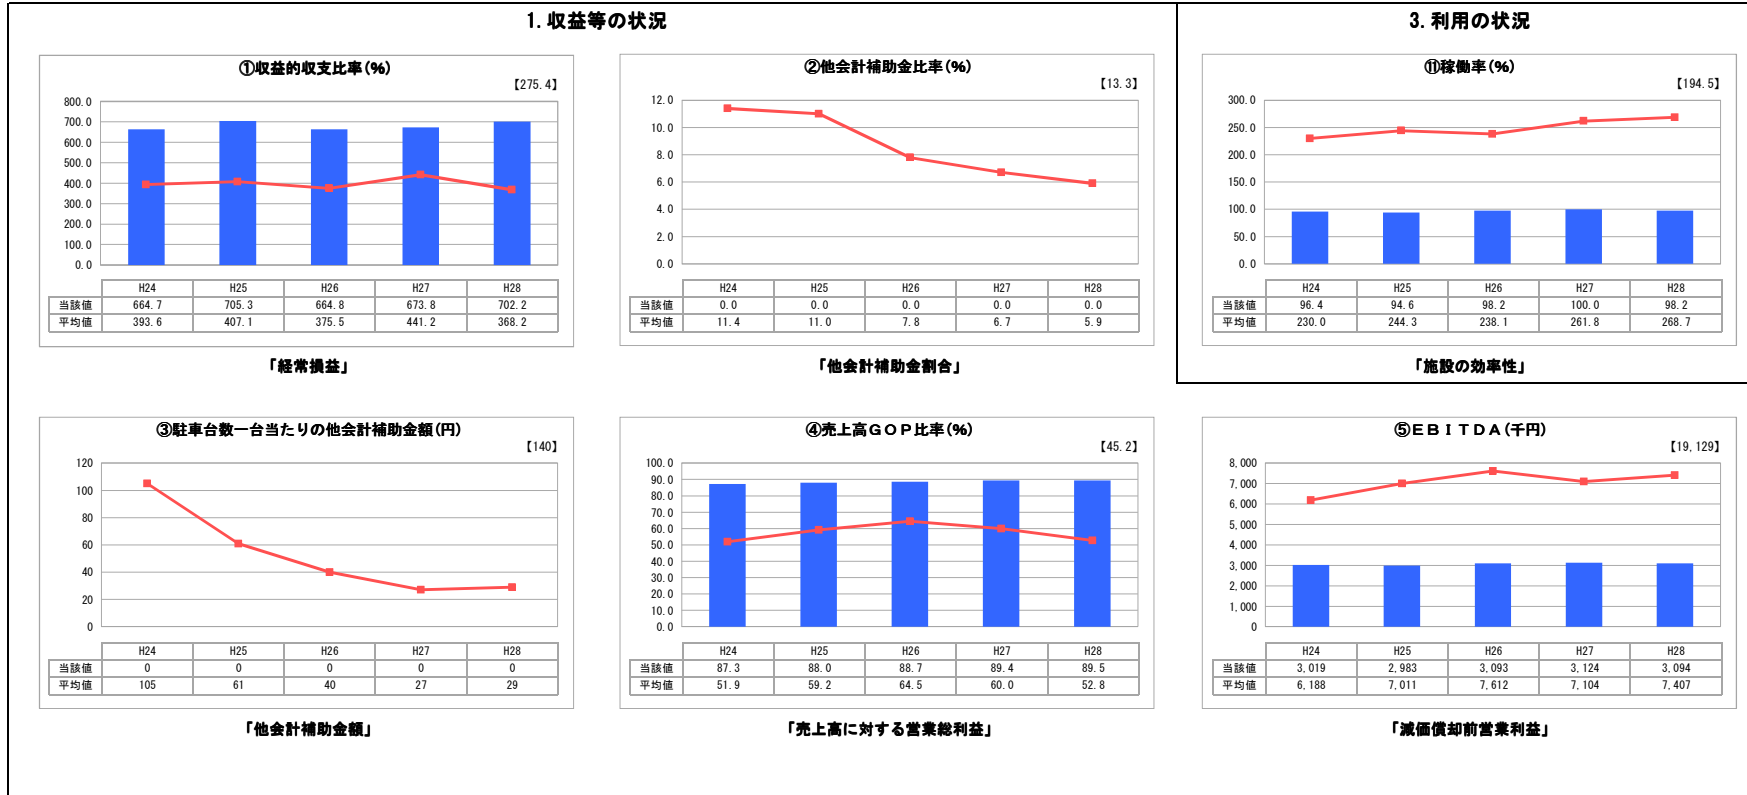 1. 収益等の状況
3. 利用の状況
①収益的収支比率(%)
【275.4】
800.0
700.0
600.0
500.0
400.0
300.0
200.0
100.0
0.0
H24 H25 H26 H27 H28
当該値 664.7 705.3 664.8 673.8 702.2
平均値 393.6 407.1 375.5 441.2 368.2
「経常損益」
②他会計補助金比率(%)
【13.3】
12.0
10.0
8.0
6.0
4.0
2.0
0.0
H24 H25 H26 H27 H28
当該値 0.0 0.0 0.0 0.0 0.0
平均値 11.4 11.0 7.8 6.7 5.9
「他会計補助金割合」
⑪稼働率(%)
【194.5】
300.0
250.0
200.0
150.0
100.0
50.0
0.0
H24 H25 H26 H27 H28
当該値 96.4 94.6 98.2 100.0 98.2
平均値 230.0 244.3 238.1 261.8 268.7
「施設の効率性」
③駐車台数一台当たりの他会計補助金額(円)
【140】
120
100
80
60
40
20
0
H24 H25 H26 H27 H28
当該値 0 0 0 0 0
平均値 105 61 40 27 29
「他会計補助金額」
④売上高ＧＯＰ比率(%)
【45.2】
100.0
90.0
80.0
70.0
60.0
50.0
40.0
30.0
20.0
10.0
0.0
H24 H25 H26 H27 H28
当該値 87.3 88.0 88.7 89.4 89.5
平均値 51.9 59.2 64.5 60.0 52.8
「売上高に対する営業総利益」
⑤ＥＢＩＴＤＡ(千円)
【19,129】
8,000
7,000
6,000
5,000
4,000
3,000
2,000
1,000
0
H24 H25 H26 H27 H28
当該値 3,019 2,983 3,093 3,124 3,094
平均値 6,188 7,011 7,612 7,104 7,407
「減価償却前営業利益」